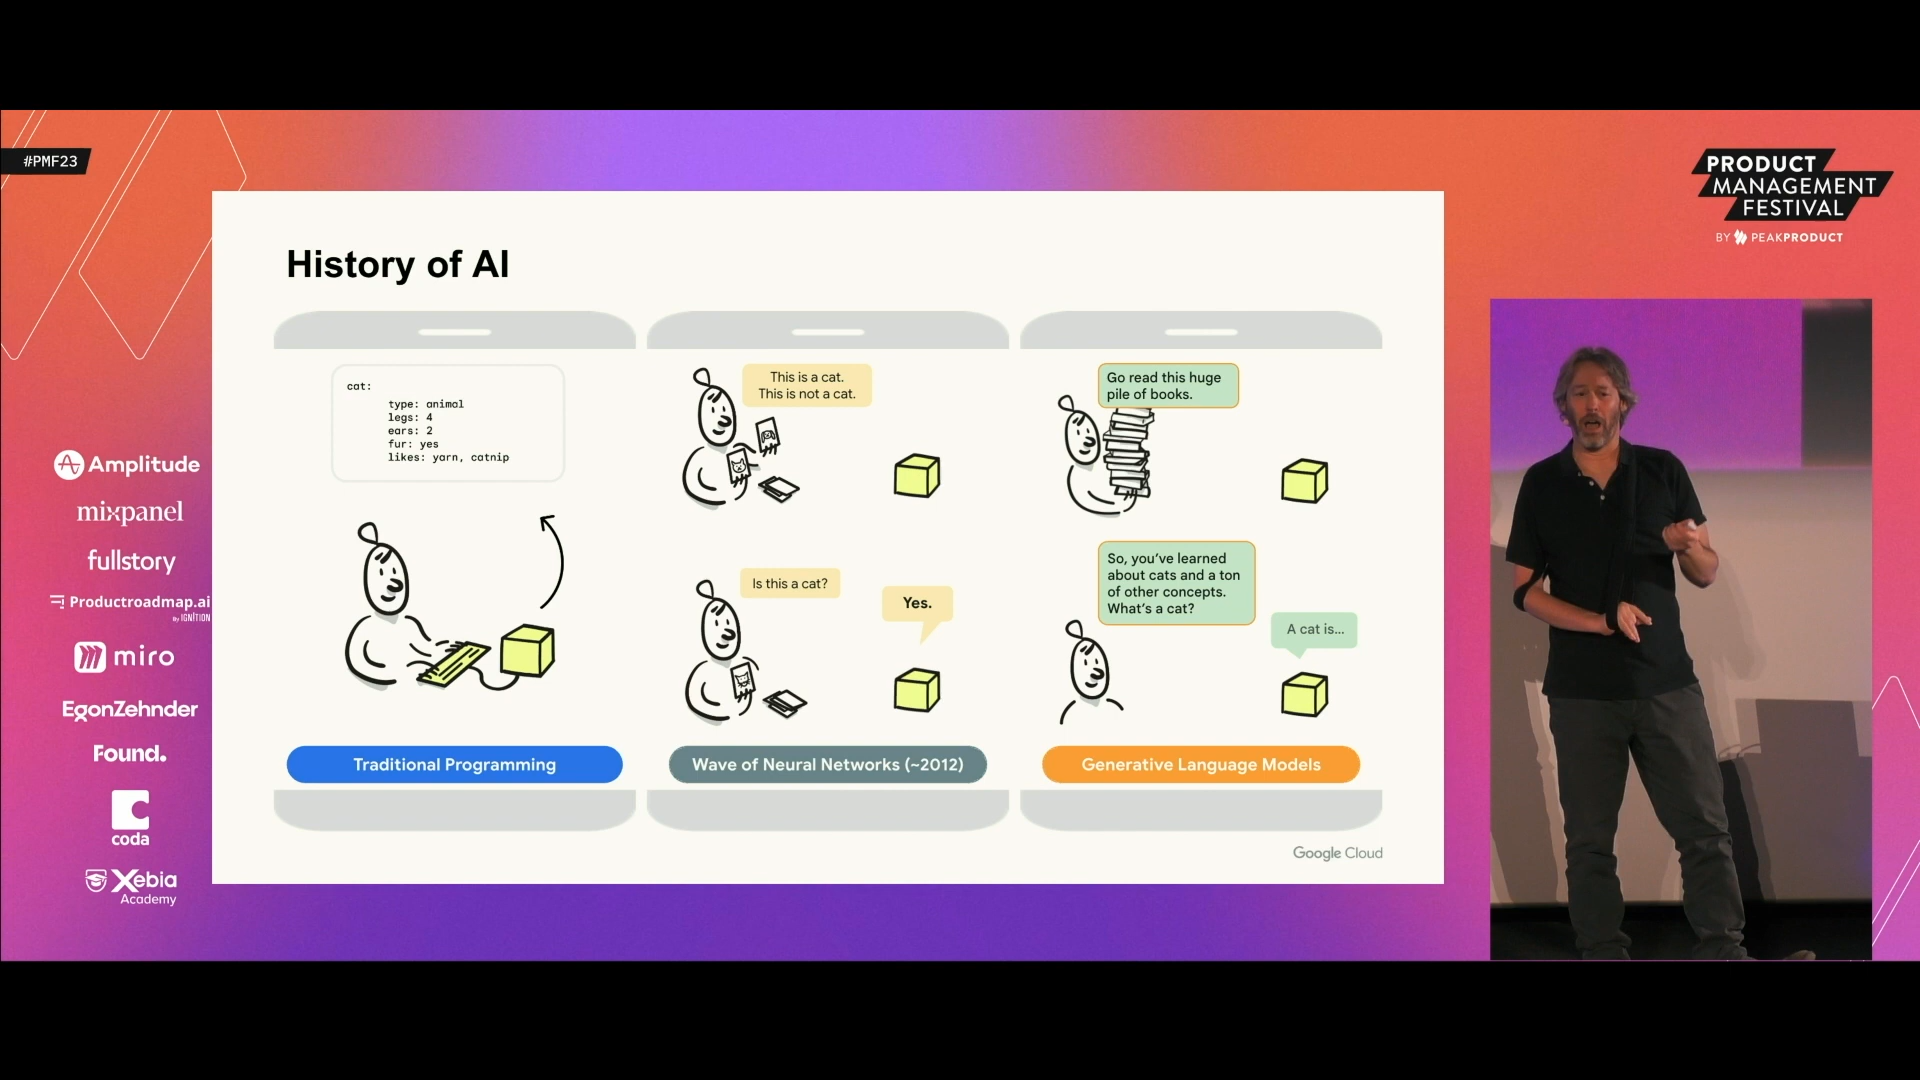 #PMF23
PRODUCT
MANAGEMENT
FESTIVAL
BY PEAKPRODUCT
History of AI
cat:
type: animal
legs: 4
ears: 2
fur: yes
likes: yarn, catnip
Traditional Programming
This is a cat.
This is not a cat.
Is this a cat?
Yes.
Wave of Neural Networks (~2012)
Go read this huge
pile of books.
So, you've learned
about cats and a ton
of other concepts.
What's a cat?
A cat is...
Generative Language Models
Google Cloud
Amplitude
mixpanel
fullstory
Productroadmap.ai
By IGNITION
miro
EgonZehnder
Found.
coda
Xebia
Academy